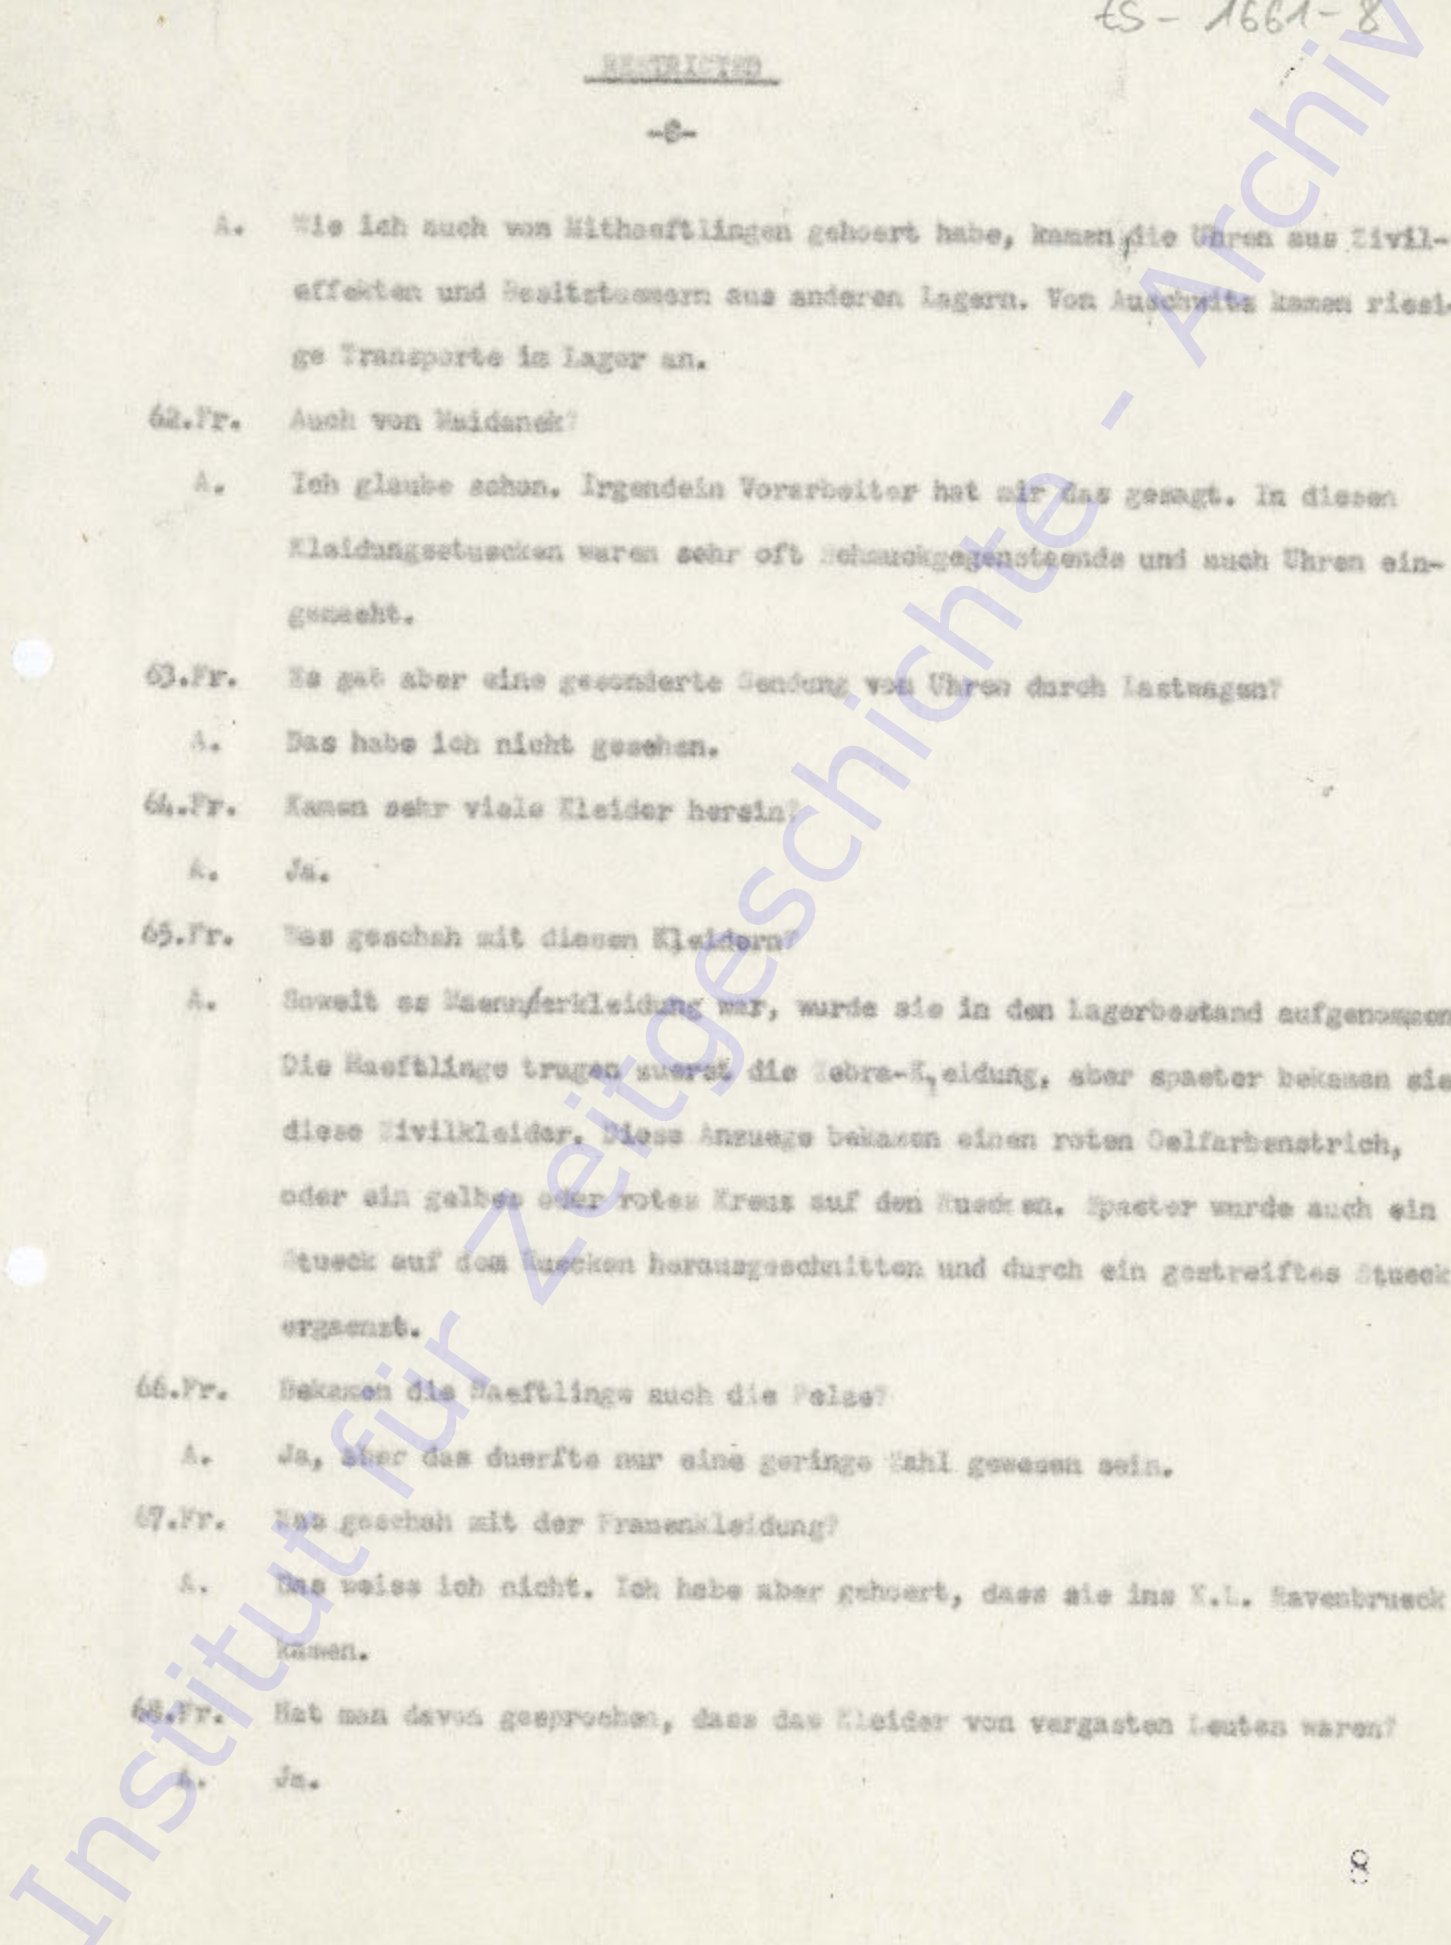 ZS - 1661 - 8
RESTRICTED
-8-
A. Wie ich auch von Mithaeftlingen gehoert habe, kamen die Uhren aus Zivil-
effekten und Besitztuemern aus anderen Lagern. Von Auschwitz kamen riesi-
ge Transporte im Lager an.
62.Fr. Auch von Maidanek?
A. Ich glaube schon. Irgendein Vorarbeiter hat mir das gesagt. In diesen
Kleidungsstuecken waren sehr oft Schmuckgegenstaende und auch Uhren ein-
gemacht.
63.Fr. Es gab aber eine gesonderte Sendung von Uhren durch Lastwagen?
A. Das habe ich nicht gesehen.
64.Fr. Kamen sehr viele Kleider herein?
A. Ja.
65.Fr. Was geschah mit diesen Kleidern?
A. Soweit es Maennerkleidung war, wurde sie in den Lagerbestand aufgenommen
Die Haeftlinge trugen zuerst die Zebra-Kleidung, aber spaeter bekamen sie
diese Zivilkleider. Diese Anzuege bekamen einen roten Oelfarbenstrich,
oder ein gelbes oder rotes Kreuz auf den Ruecken. Spaeter wurde auch ein
Stueck auf dem Ruecken herausgeschnitten und durch ein gestreiftes Stueck
ergaenzt.
66.Fr. Bekamen die Haeftlinge auch die Pelze?
A. Ja, aber das duerfte nur eine geringe Zahl gewesen sein.
67.Fr. Was geschah mit der Frauenkleidung?
A. Das weiss ich nicht. Ich habe aber gehoert, dass sie ins K.L. Ravenbrueck
kamen.
68.Fr. Hat man davon gesprochen, dass das Kleider von vergasten Leuten waren?
A. Ja.
8
Institut für Zeitgeschichte - Archiv